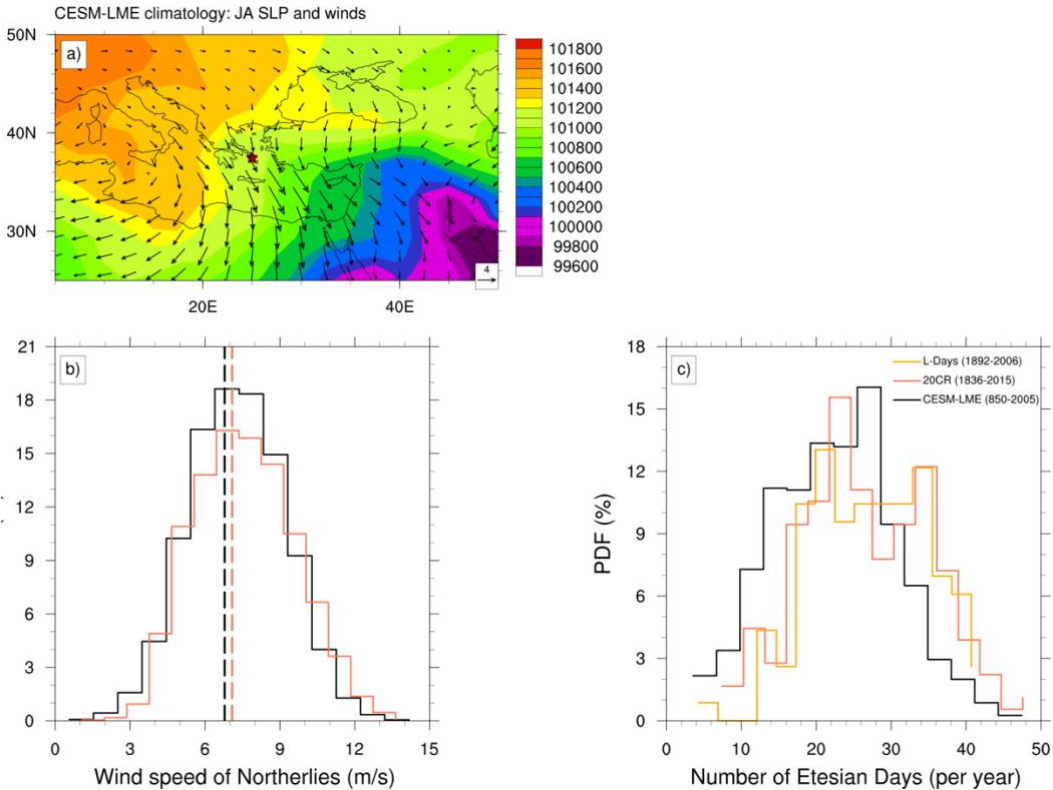 CESM-LME climatology: JA SLP and winds
50N
a)
40N
30N
20E
40E
4
101800
101600
101400
101200
101000
100800
100600
100400
100200
100000
99800
99600
b)
21
18
15
12
9
6
3
0
0 3 6 9 12 15
Wind speed of Northerlies (m/s)
c)
L-Days (1892-2006)
20CR (1836-2015)
CESM-LME (850-2005)
PDF (%)
18
15
12
9
6
3
0
0 10 20 30 40 50
Number of Etesian Days (per year)